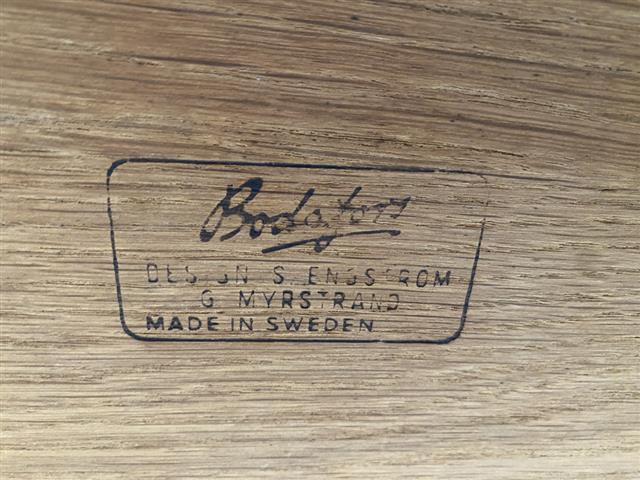 Bodafors
DESIGN S. ENGSTROM
G MYRSTRAND
MADE IN SWEDEN